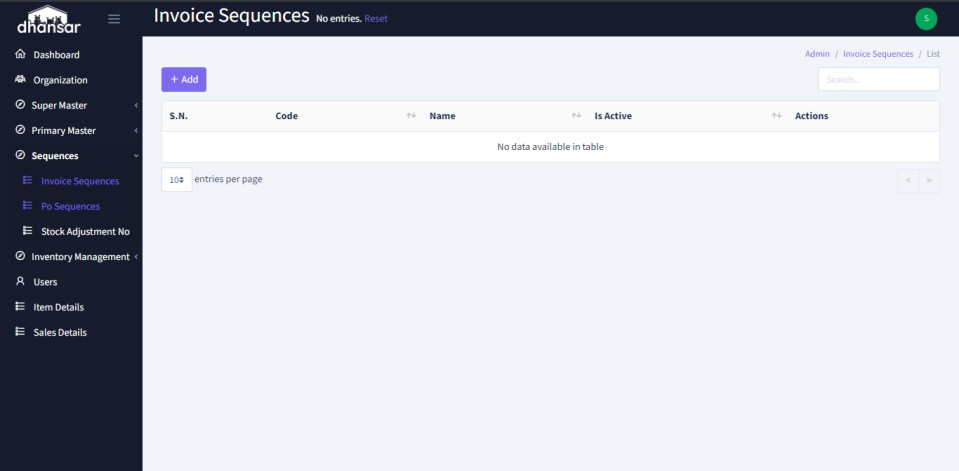 dhansar
Invoice Sequences No entries. Reset
S
Dashboard
Organization
Super Master
Primary Master
Sequences
Invoice Sequences
Po Sequences
Stock Adjustment No
Inventory Management
Users
Item Details
Sales Details
Admin / Invoice Sequences / List
+ Add
Search...
S.N. Code Name Is Active Actions
No data available in table
10 entries per page
< >